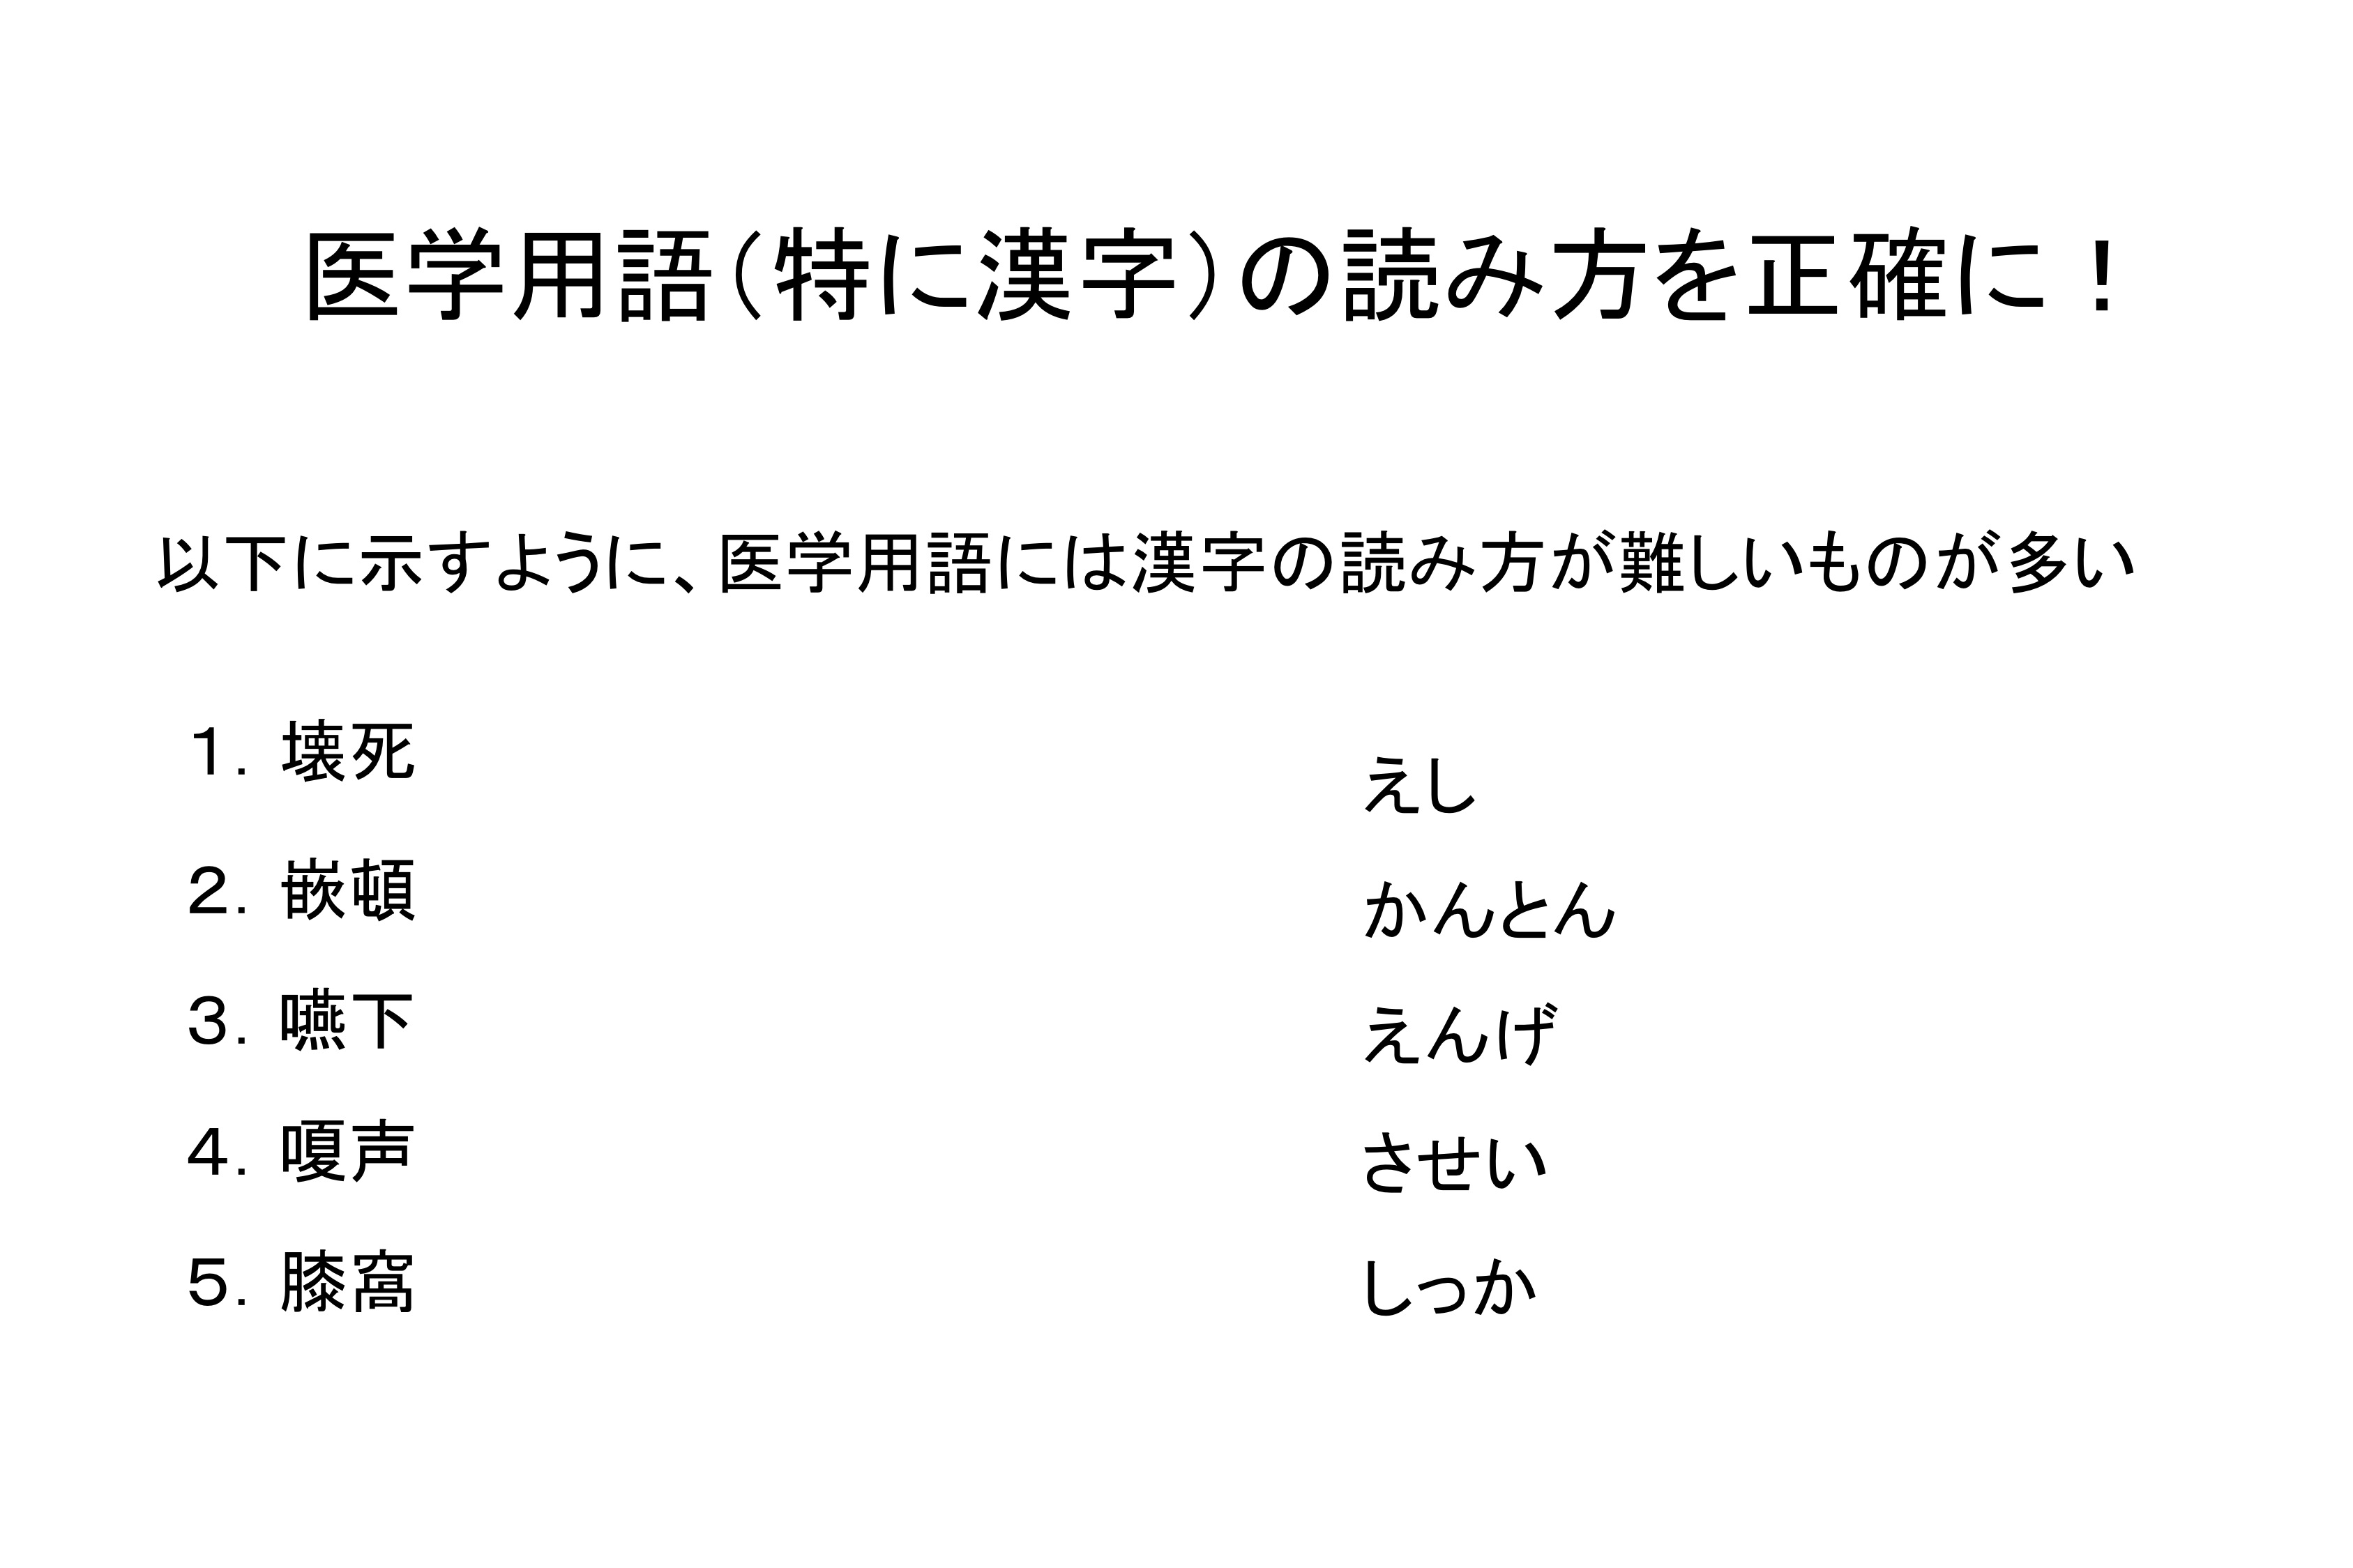 医学用語(特に漢字)の読み方を正確に！
以下に示すように、医学用語には漢字の読み方が難しいものが多い
1. 壊死 えし
2. 嵌頓 かんとん
3. 嚥下 えんげ
4. 嗄声 させい
5. 膝窩 しっか